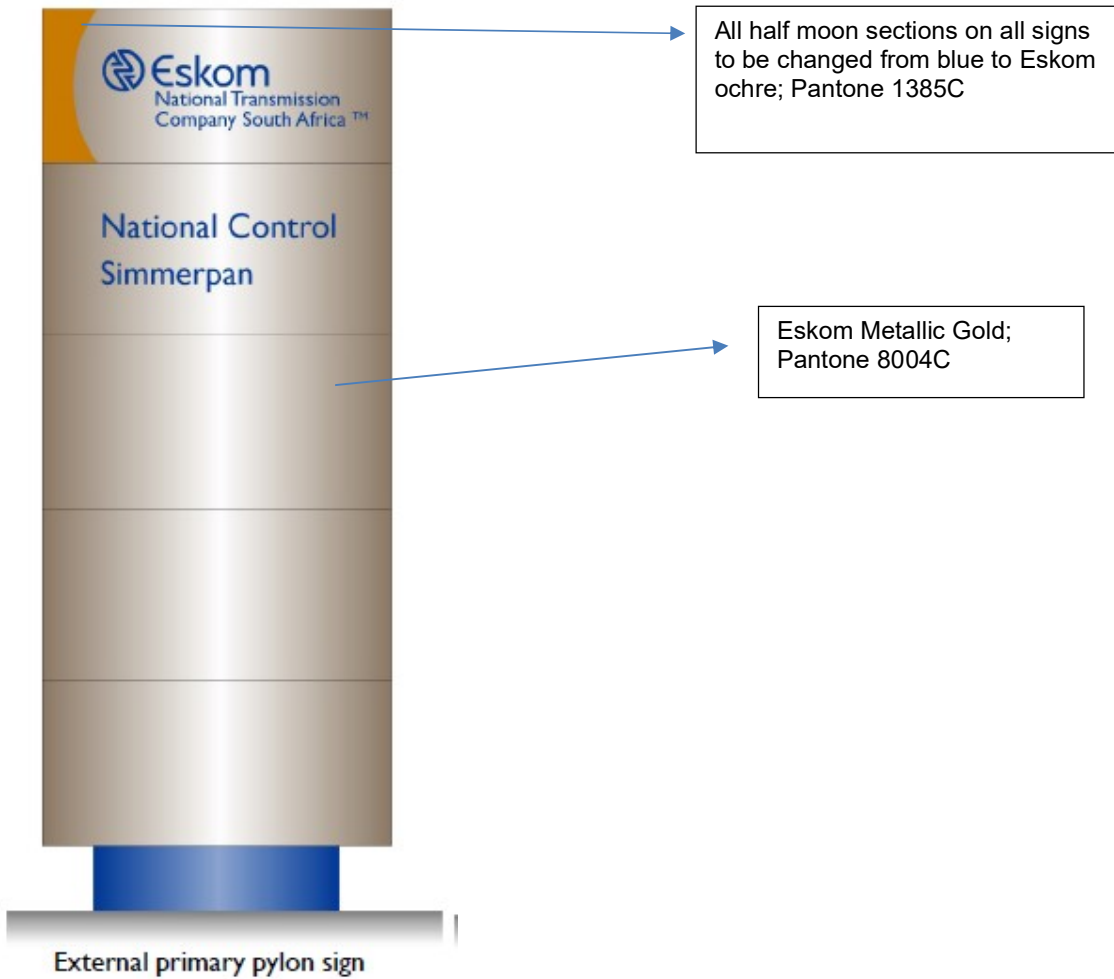 Eskom
National Transmission
Company South Africa ™
National Control
Simmerpan
All half moon sections on all signs
to be changed from blue to Eskom
ochre; Pantone 1385C
Eskom Metallic Gold;
Pantone 8004C
External primary pylon sign